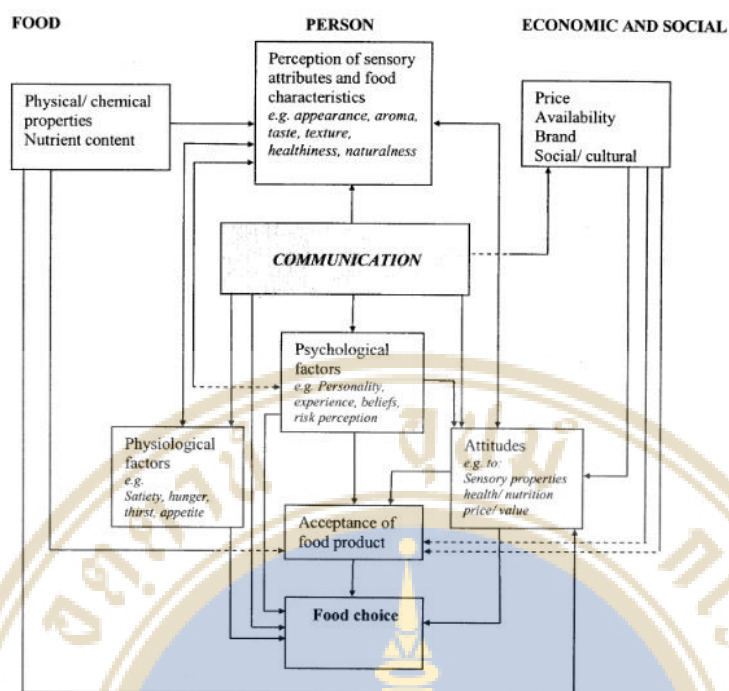 FOOD
PERSON
ECONOMIC AND SOCIAL
Physical/ chemical
properties
Nutrient content
Perception of sensory
attributes and food
characteristics
e.g. appearance, aroma,
taste, texture,
healthiness, naturalness
Price
Availability
Brand
Social/ cultural
COMMUNICATION
Psychological
factors
e.g. Personality,
experience, beliefs,
risk perception
Physiological
factors
e.g.
Satiety, hunger,
thirst, appetite
Attitudes
e.g. to:
Sensory properties
health/ nutrition
price/ value
Acceptance of
food product
Food choice